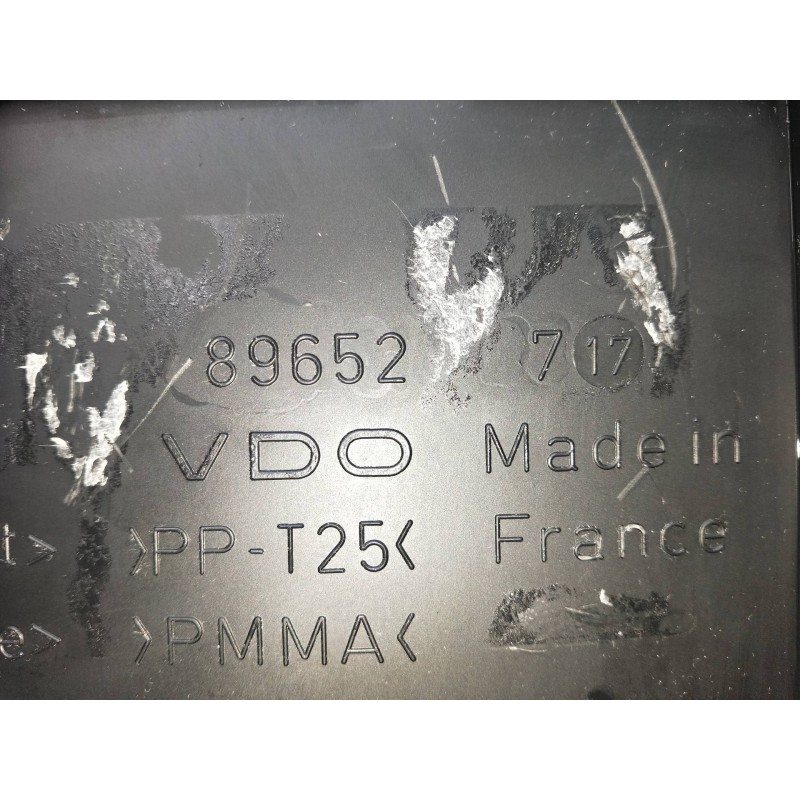 89652 7 17
VDO Made in
t> >PP-T25< France
e> >PMMA<